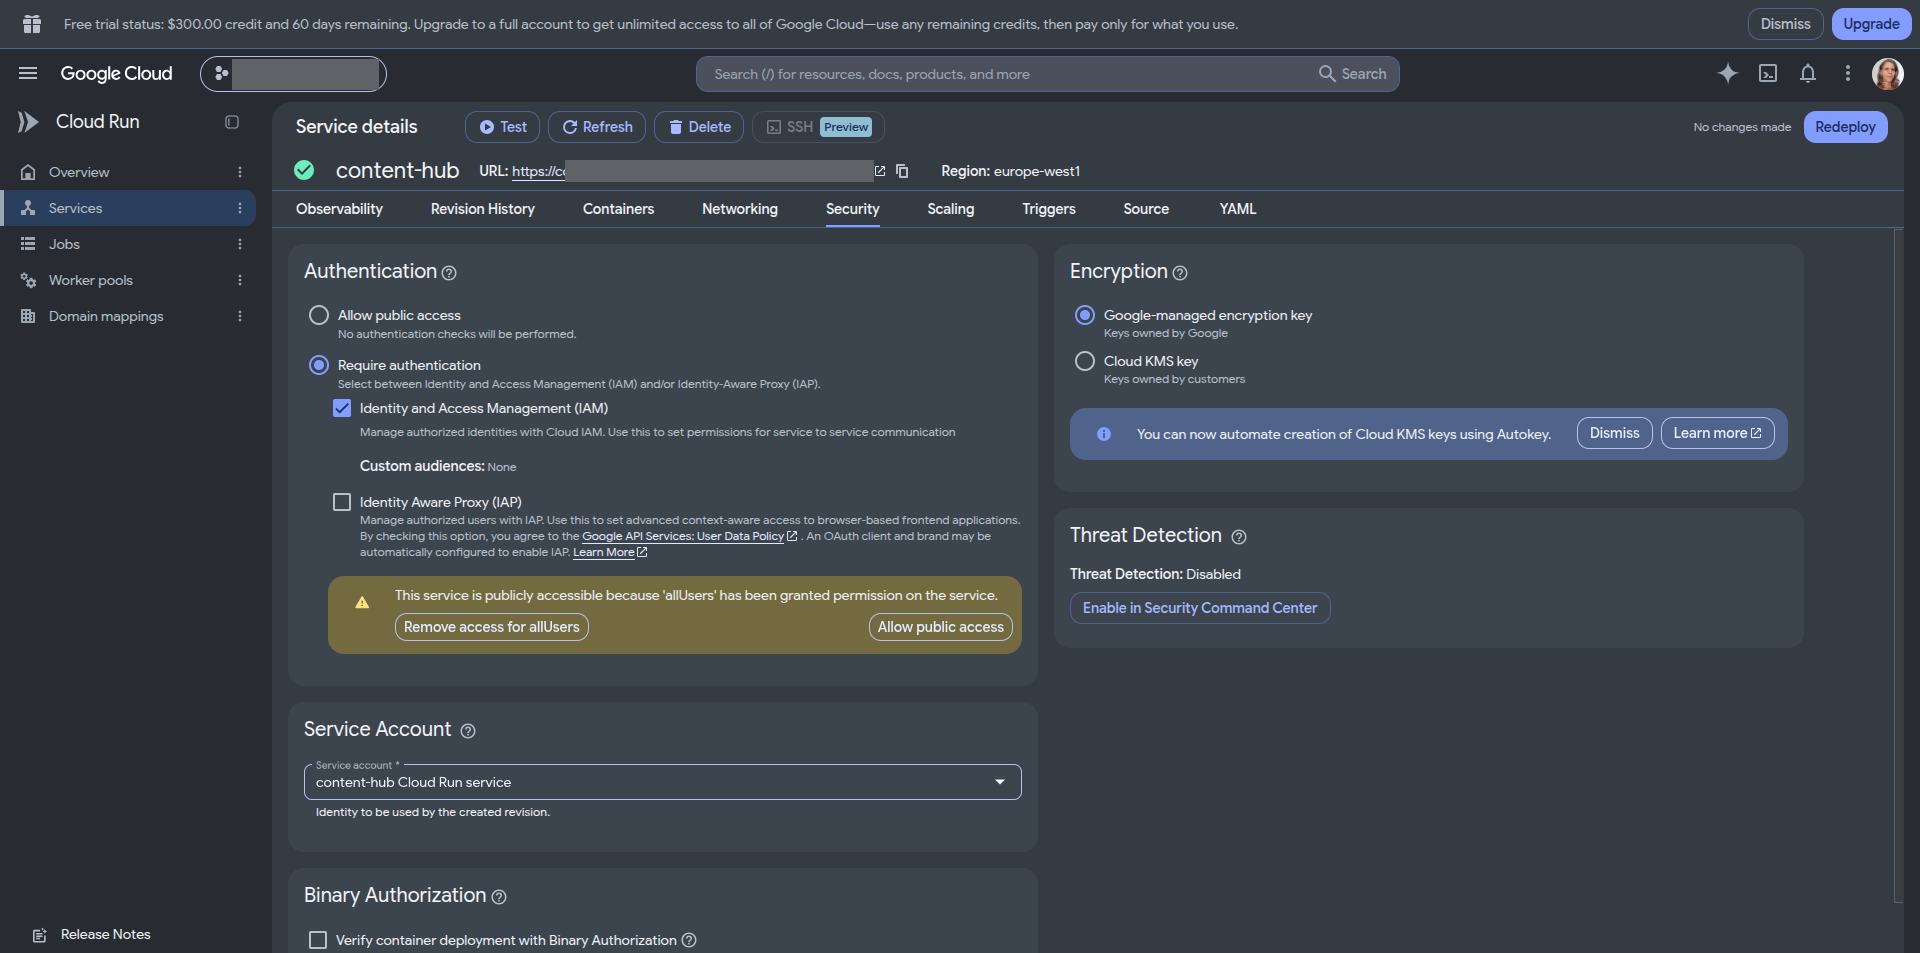 Free trial status: $300.00 credit and 60 days remaining. Upgrade to a full account to get unlimited access to all of Google Cloud—use any remaining credits, then pay only for what you use.
Dismiss
Upgrade
Google Cloud
Search (/) for resources, docs, products, and more
Search
Cloud Run
Service details
Test
Refresh
Delete
SSH
Preview
No changes made
Redeploy
content-hub
URL: https://co
Region: europe-west1
Overview
Services
Jobs
Worker pools
Domain mappings
Release Notes
Observability
Revision History
Containers
Networking
Security
Scaling
Triggers
Source
YAML
Authentication
Allow public access
No authentication checks will be performed.
Require authentication
Select between Identity and Access Management (IAM) and/or Identity-Aware Proxy (IAP).
Identity and Access Management (IAM)
Manage authorized identities with Cloud IAM. Use this to set permissions for service to service communication
Custom audiences: None
Identity Aware Proxy (IAP)
Manage authorized users with IAP. Use this to set advanced context-aware access to browser-based frontend applications.
By checking this option, you agree to the Google API Services: User Data Policy . An OAuth client and brand may be
automatically configured to enable IAP. Learn More
This service is publicly accessible because 'allUsers' has been granted permission on the service.
Remove access for allUsers
Allow public access
Service Account
Service account *
content-hub Cloud Run service
Identity to be used by the created revision.
Binary Authorization
Verify container deployment with Binary Authorization
Encryption
Google-managed encryption key
Keys owned by Google
Cloud KMS key
Keys owned by customers
You can now automate creation of Cloud KMS keys using Autokey.
Dismiss
Learn more
Threat Detection
Threat Detection: Disabled
Enable in Security Command Center